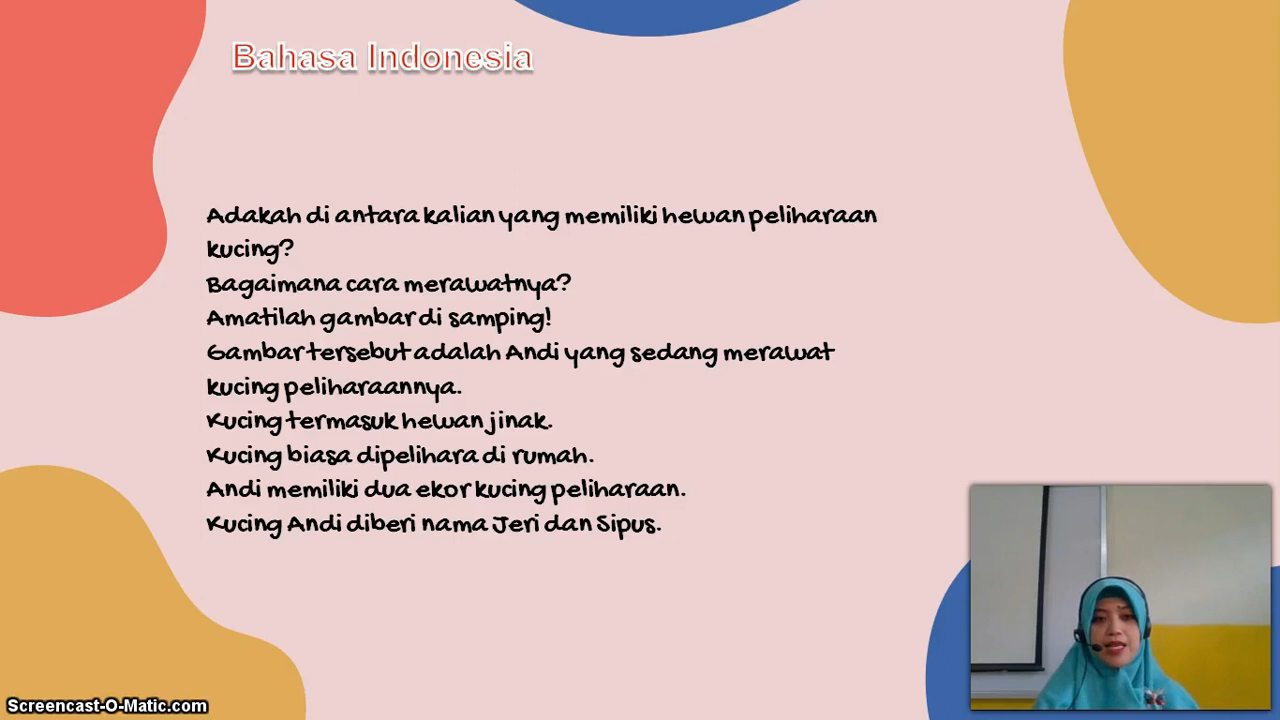 Bahasa Indonesia
Adakah di antara kalian yang memiliki hewan peliharaan
kucing?
Bagaimana cara merawatnya?
Amatilah gambar di samping!
Gambar tersebut adalah Andi yang sedang merawat
kucing peliharaannya.
Kucing termasuk hewan jinak.
Kucing biasa dipelihara di rumah.
Andi memiliki dua ekor kucing peliharaan.
Kucing Andi diberi nama Jeri dan Sipus.
Screencast-O-Matic.com